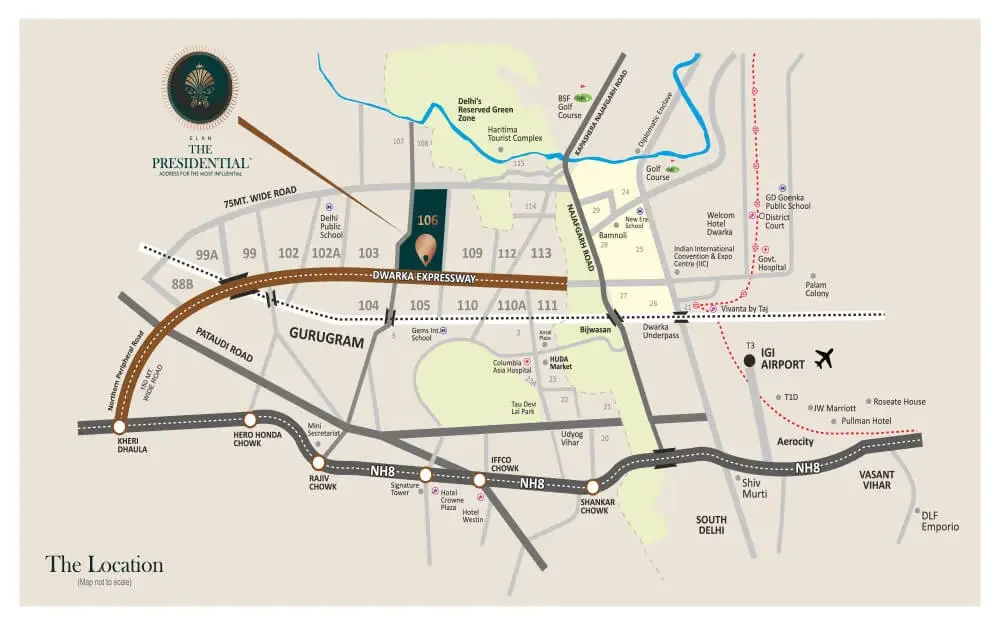 ELAN
THE
PRESIDENTIAL
ADDRESS FOR THE MOST INFLUENTIAL
Delhi's
Reserved Green
Zone
Haritima
Tourist Complex
BSF
Golf
Course
KAPASHERA NAJAFGARH ROAD
Diplomatic Enclave
107
108
115
Golf
Course
75MT. WIDE ROAD
Delhi
Public
School
106
114
24
29
New Era
School
Bamnoli
28
15
NAJAFGARH ROAD
GD Goenka
Public School
Welcom
Hotel
Dwarka
District
Court
Indian International
Convention & Expo
Centre (IIC)
Govt.
Hospital
Palam
Colony
99A
99
102
102A
103
109
112
113
88B
88A
DWARKA EXPRESSWAY
104
105
110
110A
111
27
26
21
Vivanta by Taj
GURUGRAM
Gems Int.
School
Bijwasan
Dwarka
Underpass
PATAUDI ROAD
Northern Peripheral Road
150 MT.
WIDE ROAD
2
Ansal
Plaza
Columbia
Asia Hospital
HUDA
Market
23A
23
22
21
20
Tau Devi
Lal Park
Udyog
Vihar
T3
IGI
AIRPORT
T1D
JW Marriott
Roseate House
Pullman Hotel
Aerocity
KHERI
DHAULA
HERO HONDA
CHOWK
Mini
Secretariat
RAJIV
CHOWK
NH8
Signature
Tower
Hotel
Crowne
Plaza
IFFCO
CHOWK
Hotel
Westin
NH8
SHANKAR
CHOWK
NH8
Shiv
Murti
SOUTH
DELHI
VASANT
VIHAR
DLF
Emporio
The Location
(Map not to scale)